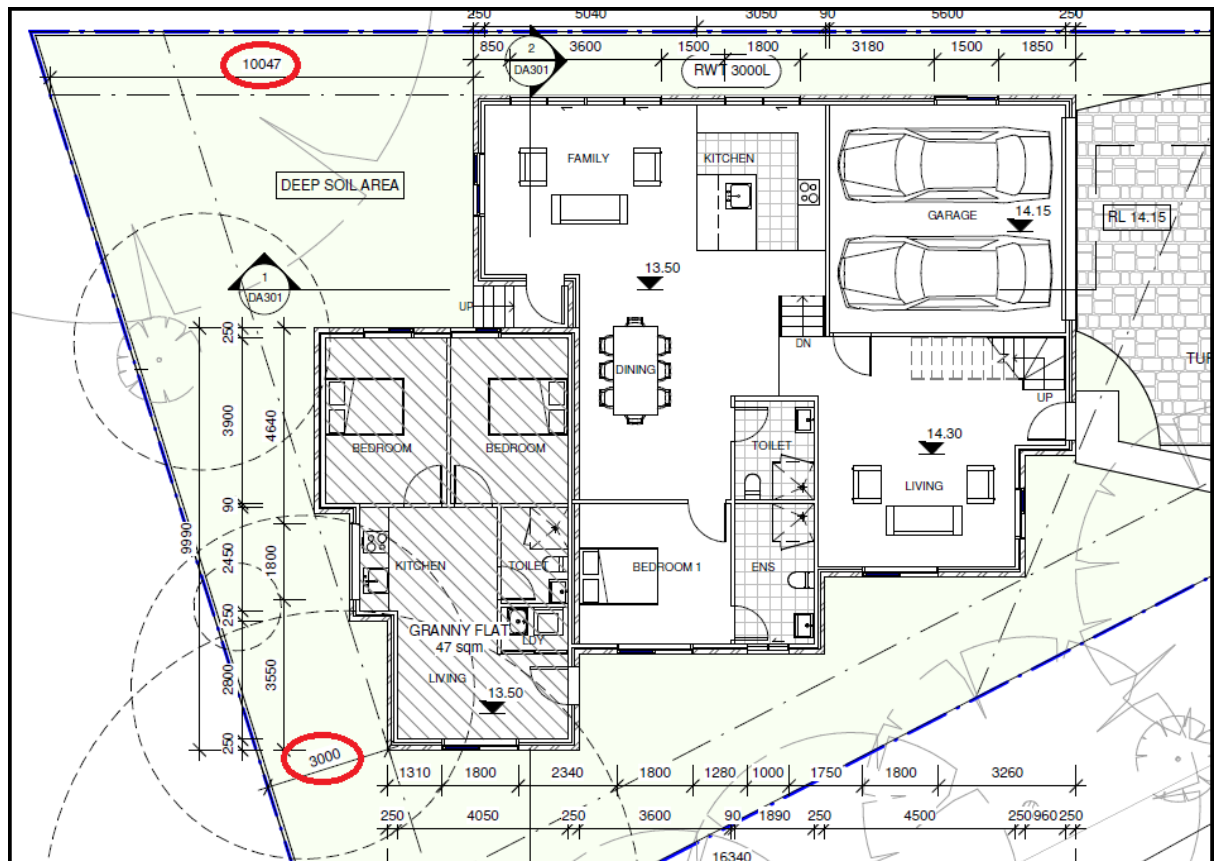 250 5040 3050 90 5600 250
850 3600 1500 1800 3180 1500 1850
10047
2
DA301
RWT 3000L
FAMILY
KITCHEN
DEEP SOIL AREA
GARAGE
14.15
RL 14.15
13.50
1
DA301
UP
DN
TUR
DINING
UP
BEDROOM
BEDROOM
TOILET
14.30
LIVING
250
3900
4640
90
9990
2450
1800
250
2800
3550
250
KITCHEN
TOILET
BEDROOM 1
ENS
GRANNY FLAT
47 sqm
LDY
LIVING
13.50
3000
1310 1800 2340 1800 1280 1000 1750 1800 3260
250 4050 250 3600 90 1890 250 4500 250 960 250
16340